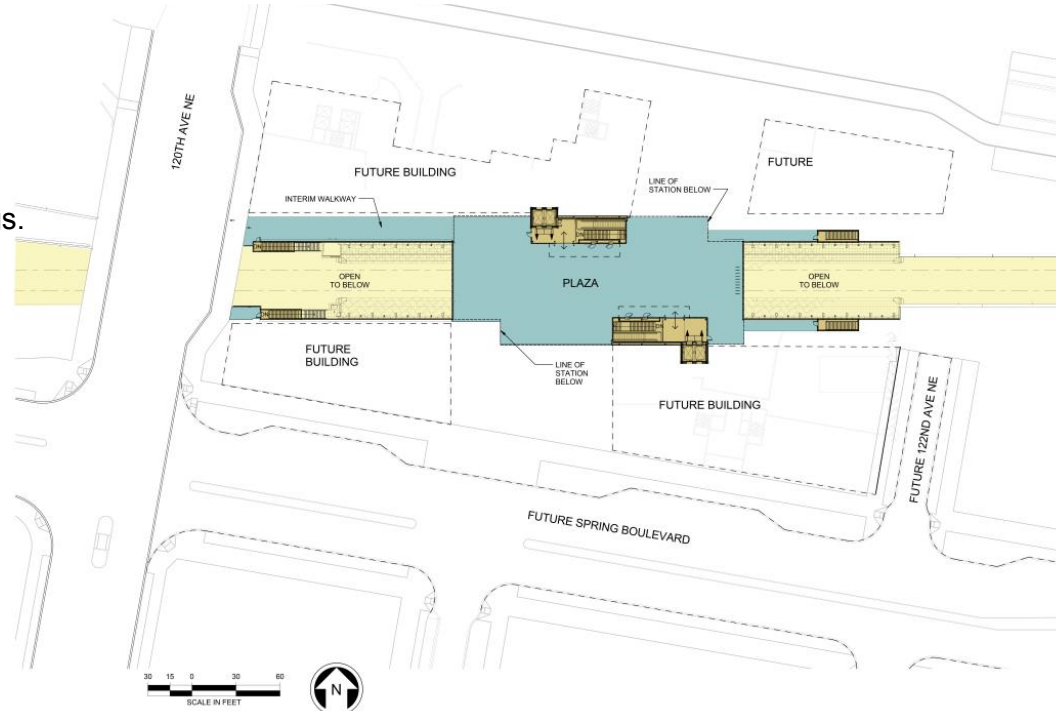 120TH AVE NE
FUTURE BUILDING
FUTURE
LINE OF
STATION BELOW
INTERIM WALKWAY
OPEN
TO BELOW
PLAZA
OPEN
TO BELOW
FUTURE
BUILDING
LINE OF
STATION
BELOW
FUTURE BUILDING
FUTURE 122ND AVE NE
FUTURE SPRING BOULEVARD
30 15 0 30 60
SCALE IN FEET
N